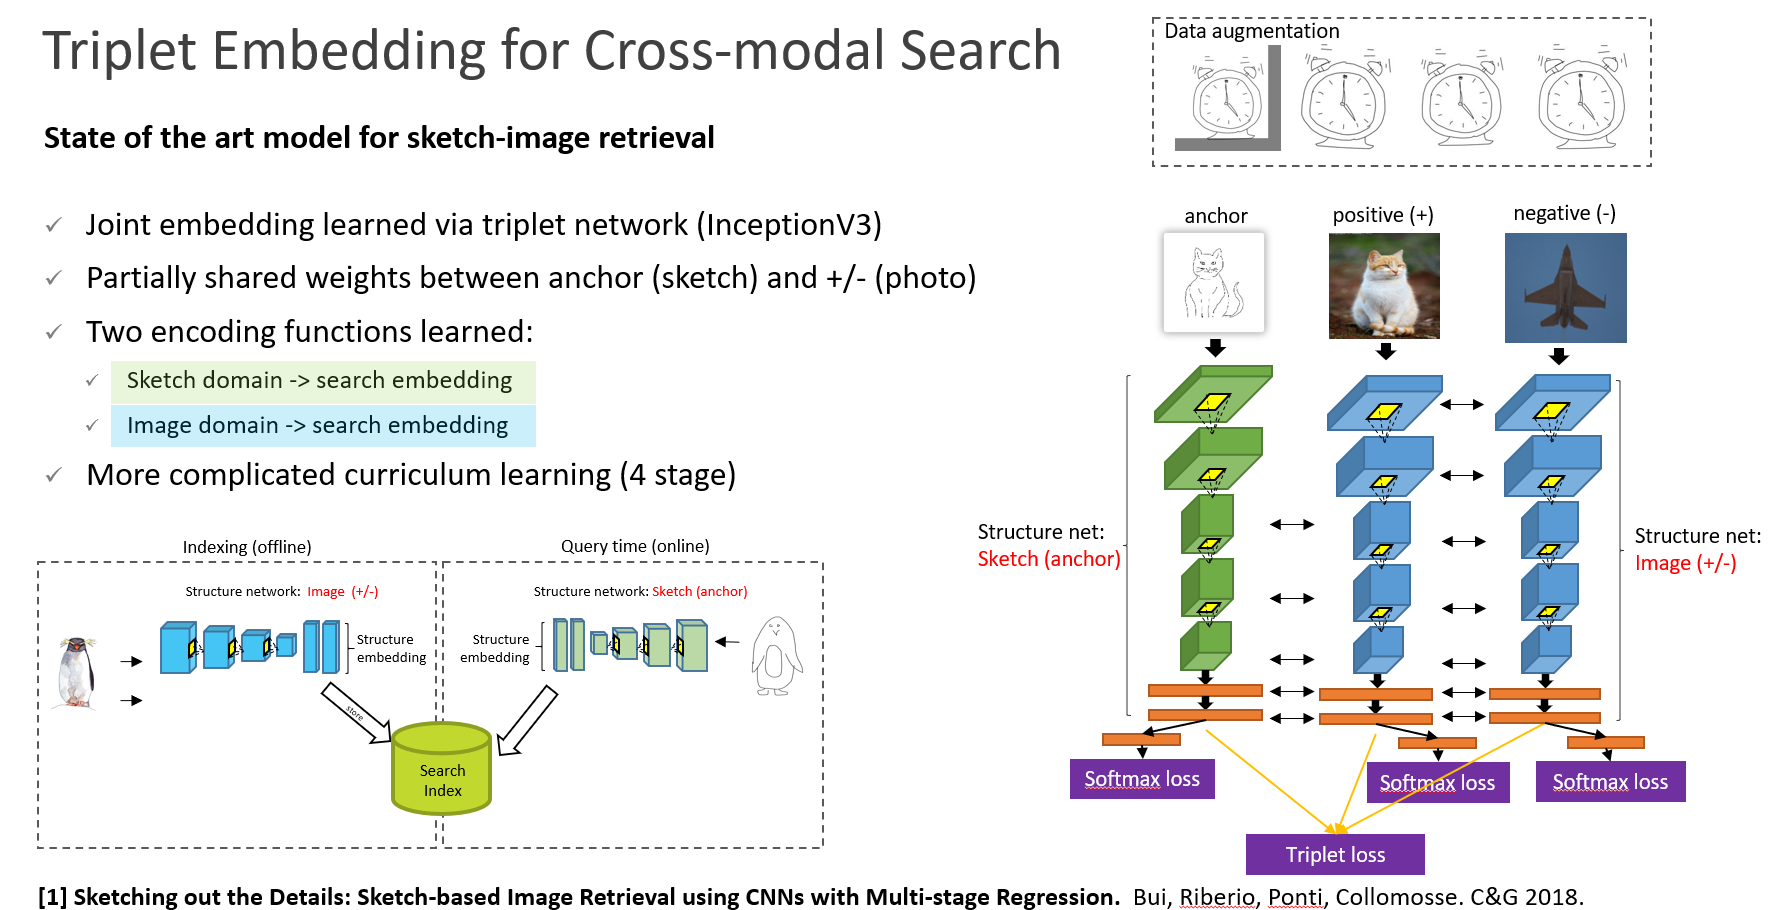 Triplet Embedding for Cross-modal Search
State of the art model for sketch-image retrieval
✓ Joint embedding learned via triplet network (InceptionV3)
✓ Partially shared weights between anchor (sketch) and +/- (photo)
✓ Two encoding functions learned:
✓ Sketch domain -> search embedding
✓ Image domain -> search embedding
✓ More complicated curriculum learning (4 stage)
Indexing (offline)
Structure network: Image (+/-)
Structure
embedding
store
Query time (online)
Structure network: Sketch (anchor)
Structure
embedding
Search
Index
Data augmentation
anchor
positive (+)
negative (-)
Structure net:
Sketch (anchor)
Structure net:
Image (+/-)
Softmax loss
Softmax loss
Softmax loss
Triplet loss
[1] Sketching out the Details: Sketch-based Image Retrieval using CNNs with Multi-stage Regression. Bui, Riberio, Ponti, Collomosse. C&G 2018.